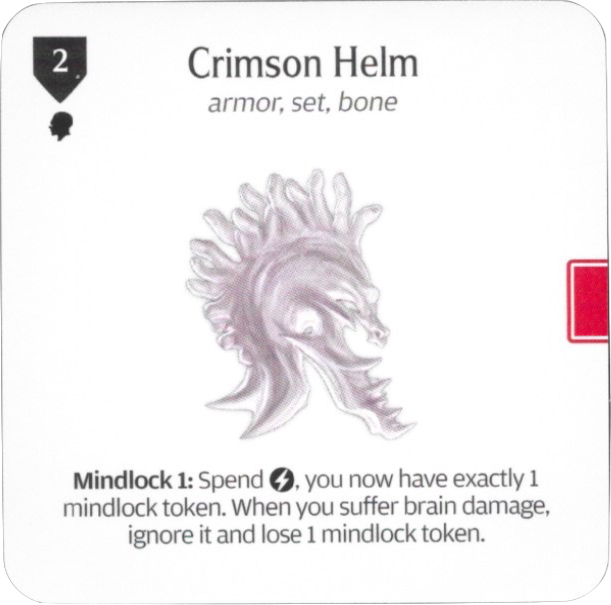 2
Crimson Helm
armor, set, bone
Mindlock 1: Spend , you now have exactly 1
mindlock token. When you suffer brain damage,
ignore it and lose 1 mindlock token.